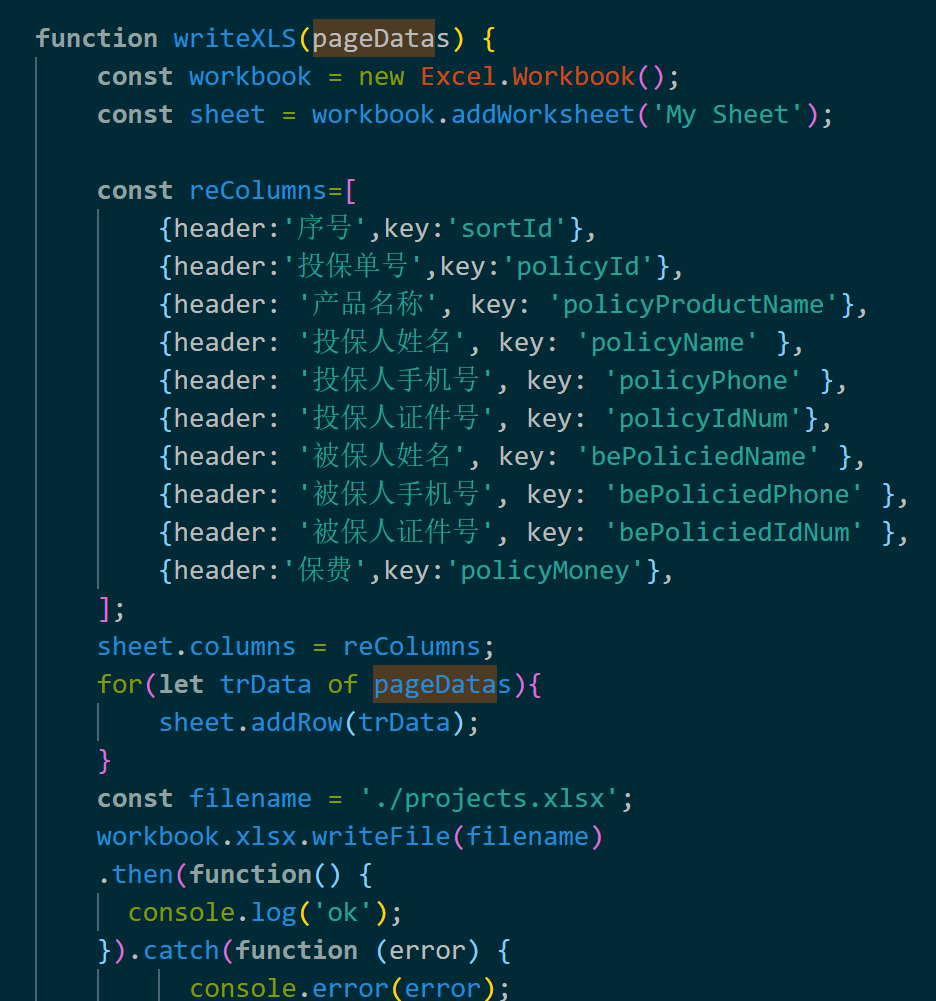 function writeXLS(pageDatas) {
const workbook = new Excel.Workbook();
const sheet = workbook.addWorksheet('My Sheet');
const reColumns=[
{header:'序号',key:'sortId'},
{header:'投保单号',key:'policyId'},
{header: '产品名称', key: 'policyProductName'},
{header: '投保人姓名', key: 'policyName' },
{header: '投保人手机号', key: 'policyPhone' },
{header: '投保人证件号', key: 'policyIdNum'},
{header: '被保人姓名', key: 'bePoliciedName' },
{header: '被保人手机号', key: 'bePoliciedPhone' },
{header: '被保人证件号', key: 'bePoliciedIdNum' },
{header:'保费',key:'policyMoney'},
];
sheet.columns = reColumns;
for(let trData of pageDatas){
sheet.addRow(trData);
}
const filename = './projects.xlsx';
workbook.xlsx.writeFile(filename)
.then(function() {
console.log('ok');
}).catch(function (error) {
console.error(error);